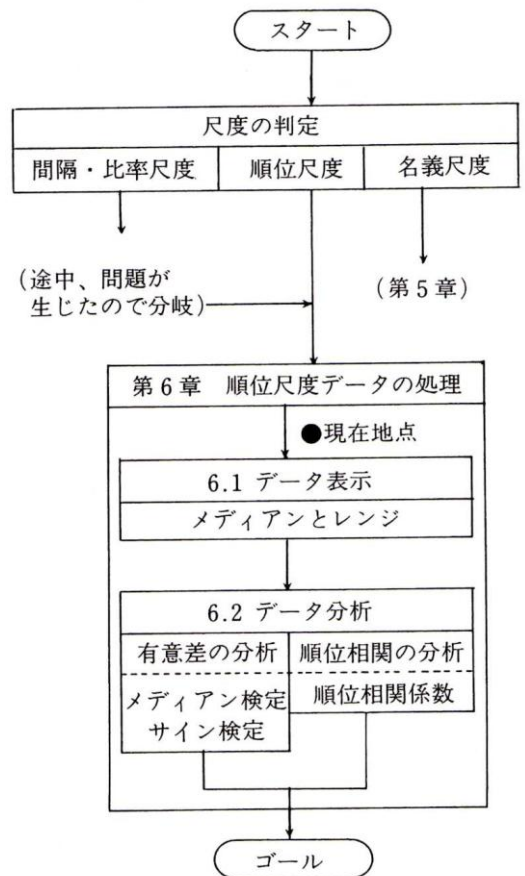 スタート
尺度の判定
間隔・比率尺度
順位尺度
名義尺度
(途中、問題が
生じたので分岐)
(第5章)
第6章 順位尺度データの処理
●現在地点
6.1 データ表示
メディアンとレンジ
6.2 データ分析
有意差の分析
順位相関の分析
メディアン検定
サイン検定
順位相関係数
ゴール